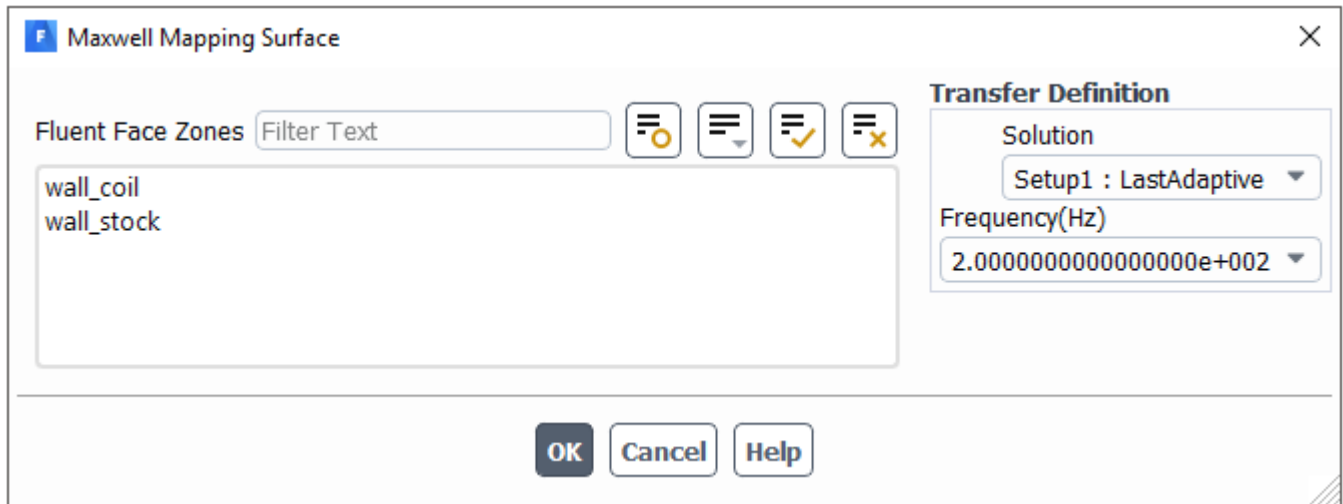 F Maxwell Mapping Surface
Fluent Face Zones Filter Text
wall_coil
wall_stock
Transfer Definition
Solution
Setup1 : LastAdaptive
Frequency(Hz)
2.0000000000000000e+002
OK Cancel Help